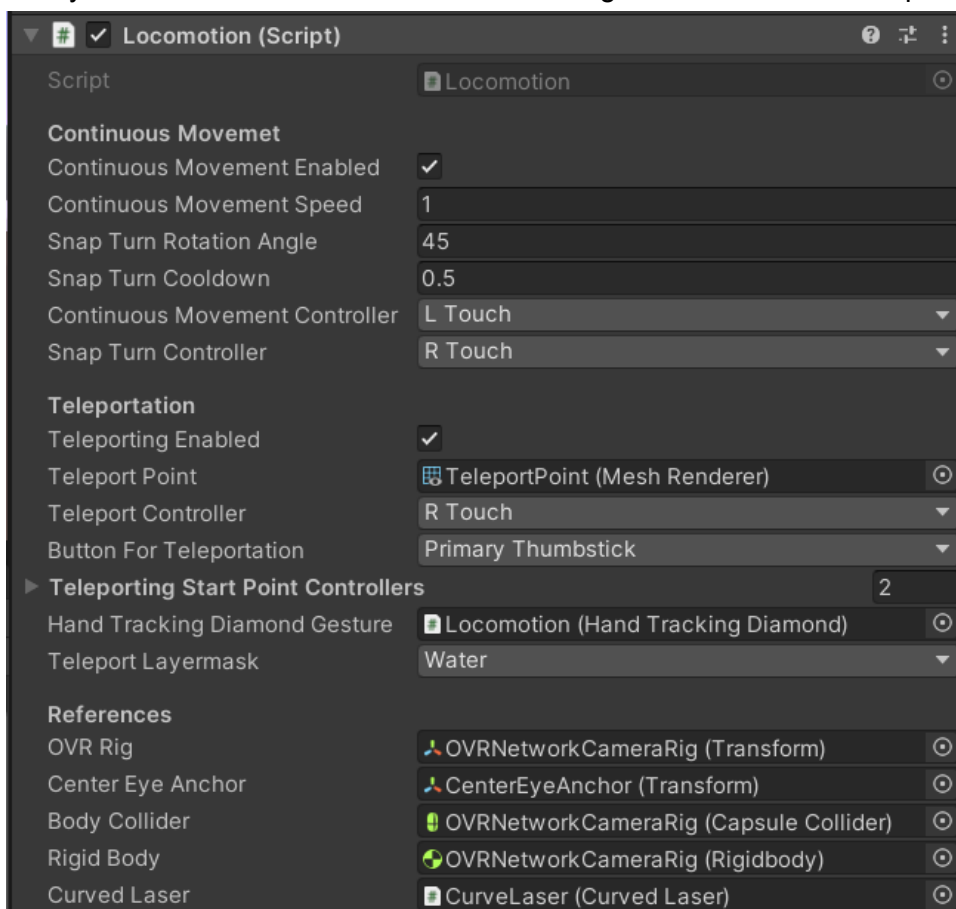 Locomotion (Script)
Script Locomotion
Continuous Movemet
Continuous Movement Enabled
Continuous Movement Speed 1
Snap Turn Rotation Angle 45
Snap Turn Cooldown 0.5
Continuous Movement Controller L Touch
Snap Turn Controller R Touch
Teleportation
Teleporting Enabled
Teleport Point TeleportPoint (Mesh Renderer)
Teleport Controller R Touch
Button For Teleportation Primary Thumbstick
Teleporting Start Point Controllers 2
Hand Tracking Diamond Gesture Locomotion (Hand Tracking Diamond)
Teleport Layermask Water
References
OVR Rig OVRNetworkCameraRig (Transform)
Center Eye Anchor CenterEyeAnchor (Transform)
Body Collider OVRNetworkCameraRig (Capsule Collider)
Rigid Body OVRNetworkCameraRig (Rigidbody)
Curved Laser CurveLaser (Curved Laser)